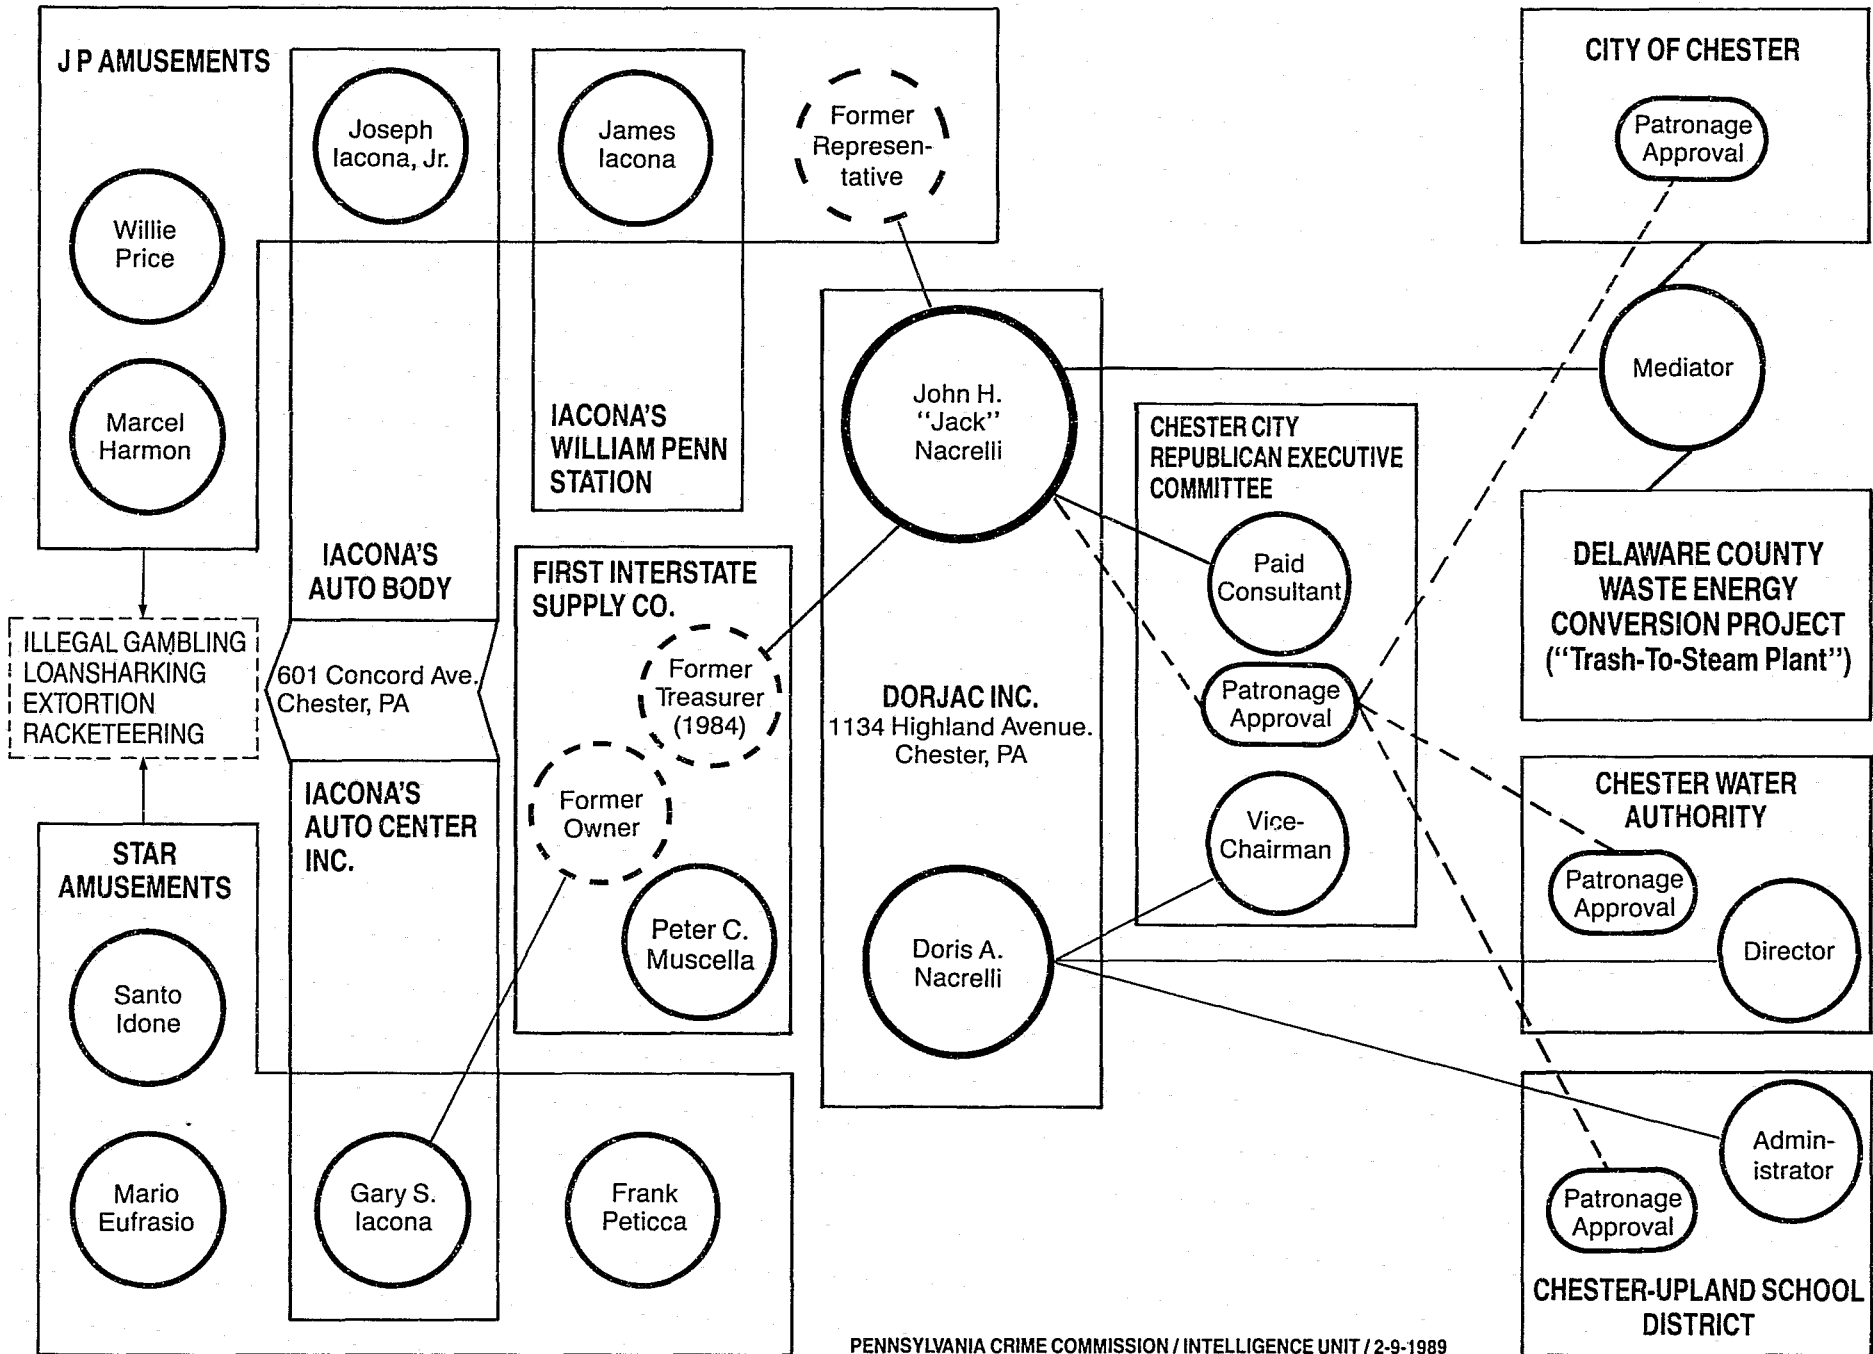 J P AMUSEMENTS
Joseph
Iacona, Jr.
James
Iacona
Former
Represen-
tative
Willie
Price
Marcel
Harmon
IACONA'S
WILLIAM PENN
STATION
IACONA'S
AUTO BODY
ILLEGAL GAMBLING
LOANSHARKING
EXTORTION
RACKETEERING
601 Concord Ave.
Chester, PA
IACONA'S
AUTO CENTER
INC.
STAR
AMUSEMENTS
Santo
Idone
Mario
Eufrasio
Gary S.
Iacona
Frank
Peticca
FIRST INTERSTATE
SUPPLY CO.
Former
Treasurer
(1984)
Former
Owner
Peter C.
Muscella
John H.
"Jack"
Nacrelli
DORJAC INC.
1134 Highland Avenue.
Chester, PA
Doris A.
Nacrelli
CHESTER CITY
REPUBLICAN EXECUTIVE
COMMITTEE
Paid
Consultant
Patronage
Approval
Vice-
Chairman
CITY OF CHESTER
Patronage
Approval
Mediator
DELAWARE COUNTY
WASTE ENERGY
CONVERSION PROJECT
("Trash-To-Steam Plant")
CHESTER WATER
AUTHORITY
Patronage
Approval
Director
Admin-
istrator
Patronage
Approval
CHESTER-UPLAND SCHOOL
DISTRICT
PENNSYLVANIA CRIME COMMISSION / INTELLIGENCE UNIT / 2-9-1989